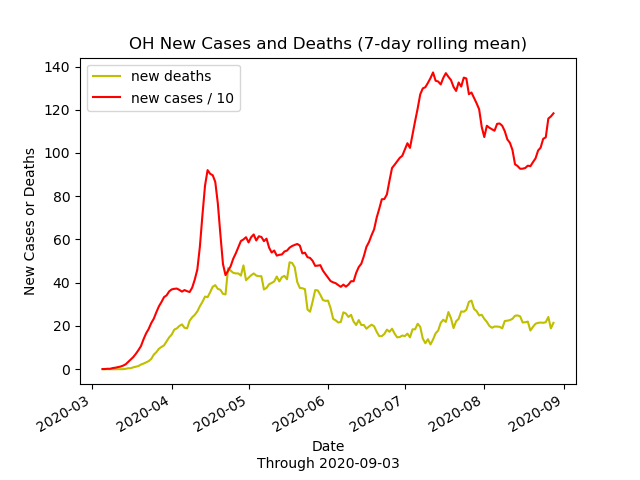 OH New Cases and Deaths (7-day rolling mean)
new deaths
new cases / 10
140
120
100
80
60
40
20
0
New Cases or Deaths
2020-03
2020-04
2020-05
2020-06
2020-07
2020-08
2020-09
Date
Through 2020-09-03